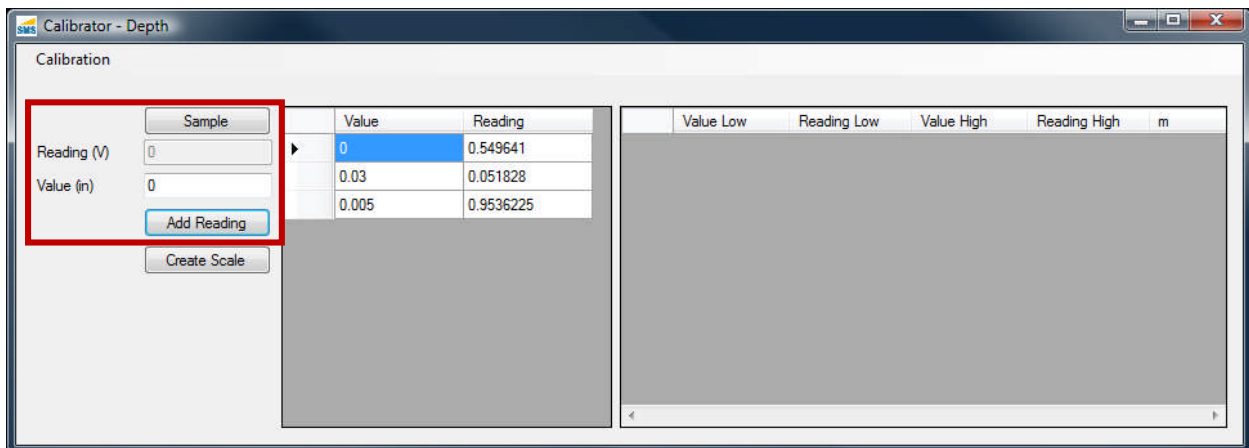 SMS Calibrator - Depth
Calibration
Sample
Reading (V) 0
Value (in) 0
Add Reading
Create Scale
Value Reading
0 0.549641
0.03 0.051828
0.005 0.9536225
Value Low Reading Low Value High Reading High m